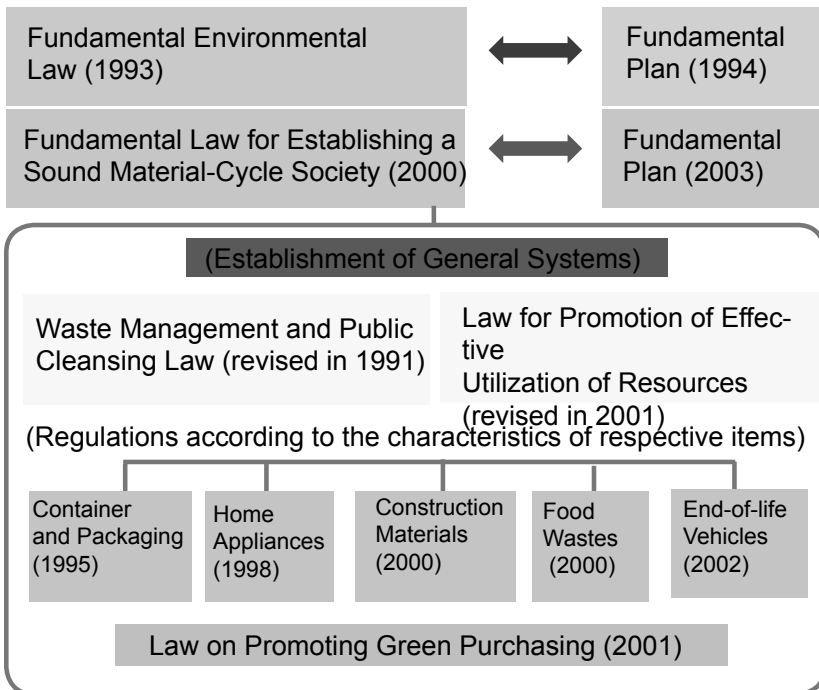 Fundamental Environmental
Law (1993)
Fundamental
Plan (1994)
Fundamental Law for Establishing a
Sound Material-Cycle Society (2000)
Fundamental
Plan (2003)
(Establishment of General Systems)
Waste Management and Public
Cleansing Law (revised in 1991)
Law for Promotion of Effec-
tive
Utilization of Resources
(revised in 2001)
(Regulations according to the characteristics of respective items)
Container
and Packaging
(1995)
Home
Appliances
(1998)
Construction
Materials
(2000)
Food
Wastes
(2000)
End-of-life
Vehicles
(2002)
Law on Promoting Green Purchasing (2001)